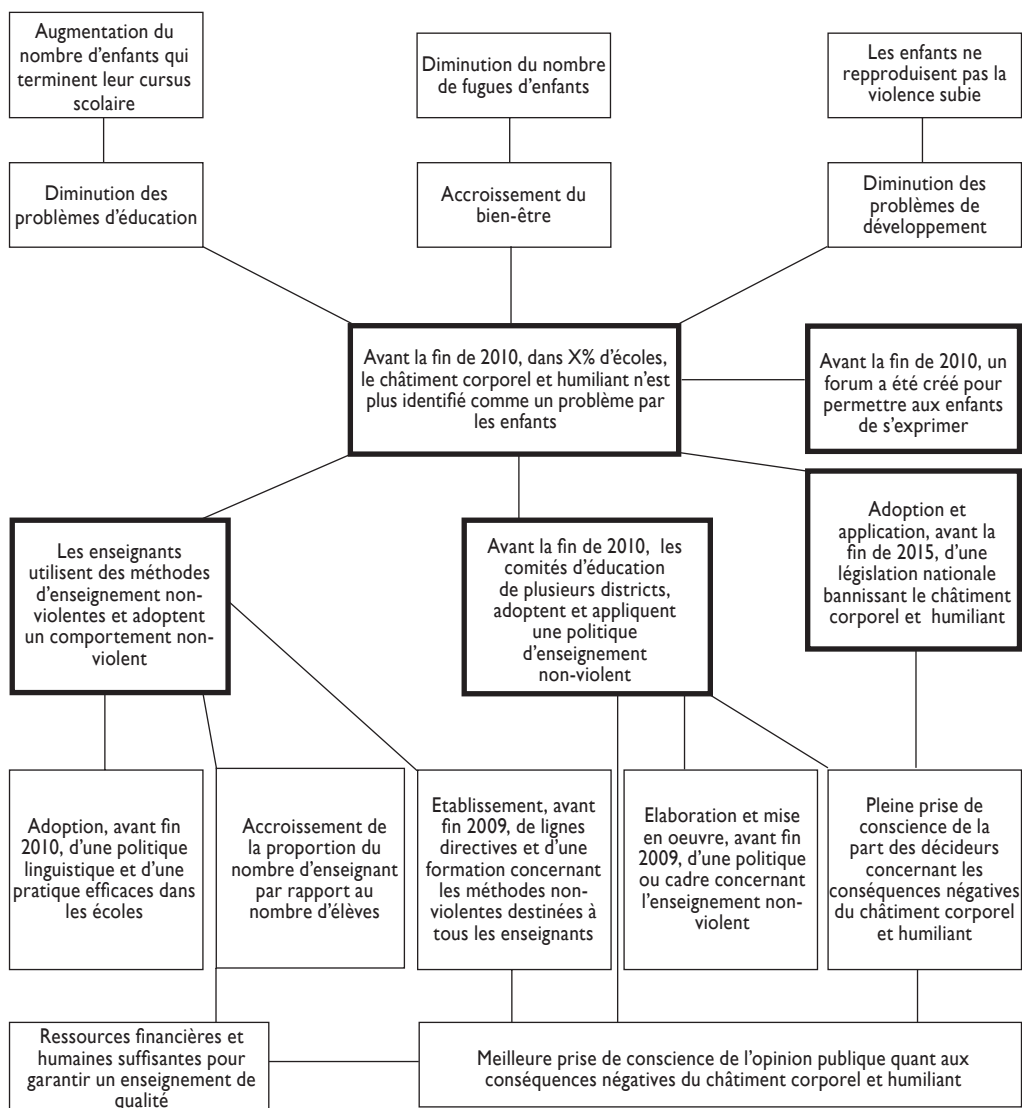 Augmentation du
nombre d'enfants qui
terminent leur cursus
scolaire
Diminution du nombre
de fugues d'enfants
Les enfants ne
repproduisent pas la
violence subie
Diminution des
problèmes d'éducation
Accroissement du
bien-être
Diminution des
problèmes de
développement
Avant la fin de 2010, dans X% d'écoles,
le châtiment corporel et humiliant n'est
plus identifié comme un problème par
les enfants
Avant la fin de 2010, un
forum a été créé pour
permettre aux enfants
de s'exprimer
Les enseignants
utilisent des méthodes
d'enseignement non-
violentes et adoptent
un comportement non-
violent
Avant la fin de 2010, les
comités d'éducation
de plusieurs districts,
adoptent et appliquent
une politique
d'enseignement
non-violent
Adoption et
application, avant la
fin de 2015, d'une
législation nationale
bannissant le châtiment
corporel et humiliant
Adoption, avant fin
2010, d'une politique
linguistique et d'une
pratique efficaces dans
les écoles
Accroissement de
la proportion du
nombre d'enseignant
par rapport au
nombre d'élèves
Etablissement, avant
fin 2009, de lignes
directives et d'une
formation concernant
les méthodes non-
violentes destinées à
tous les enseignants
Elaboration et mise
en oeuvre, avant fin
2009, d'une politique
ou cadre concernant
l'enseignement non-
violent
Pleine prise de
conscience de la
part des décideurs
concernant les
conséquences négatives
du châtiment corporel
et humiliant
Ressources financières et
humaines suffisantes pour
garantir un enseignement de
qualité
Meilleure prise de conscience de l'opinion publique quant aux
conséquences négatives du châtiment corporel et humiliant